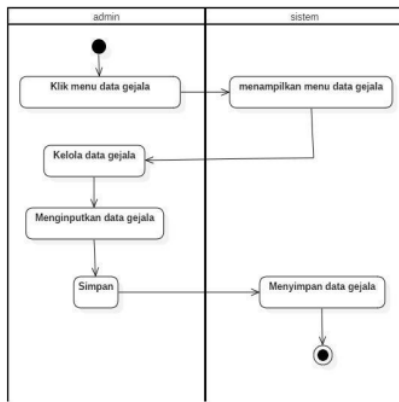 admin
sistem
Klik menu data gejala
menampilkan menu data gejala
Kelola data gejala
Menginputkan data gejala
Simpan
Menyimpan data gejala